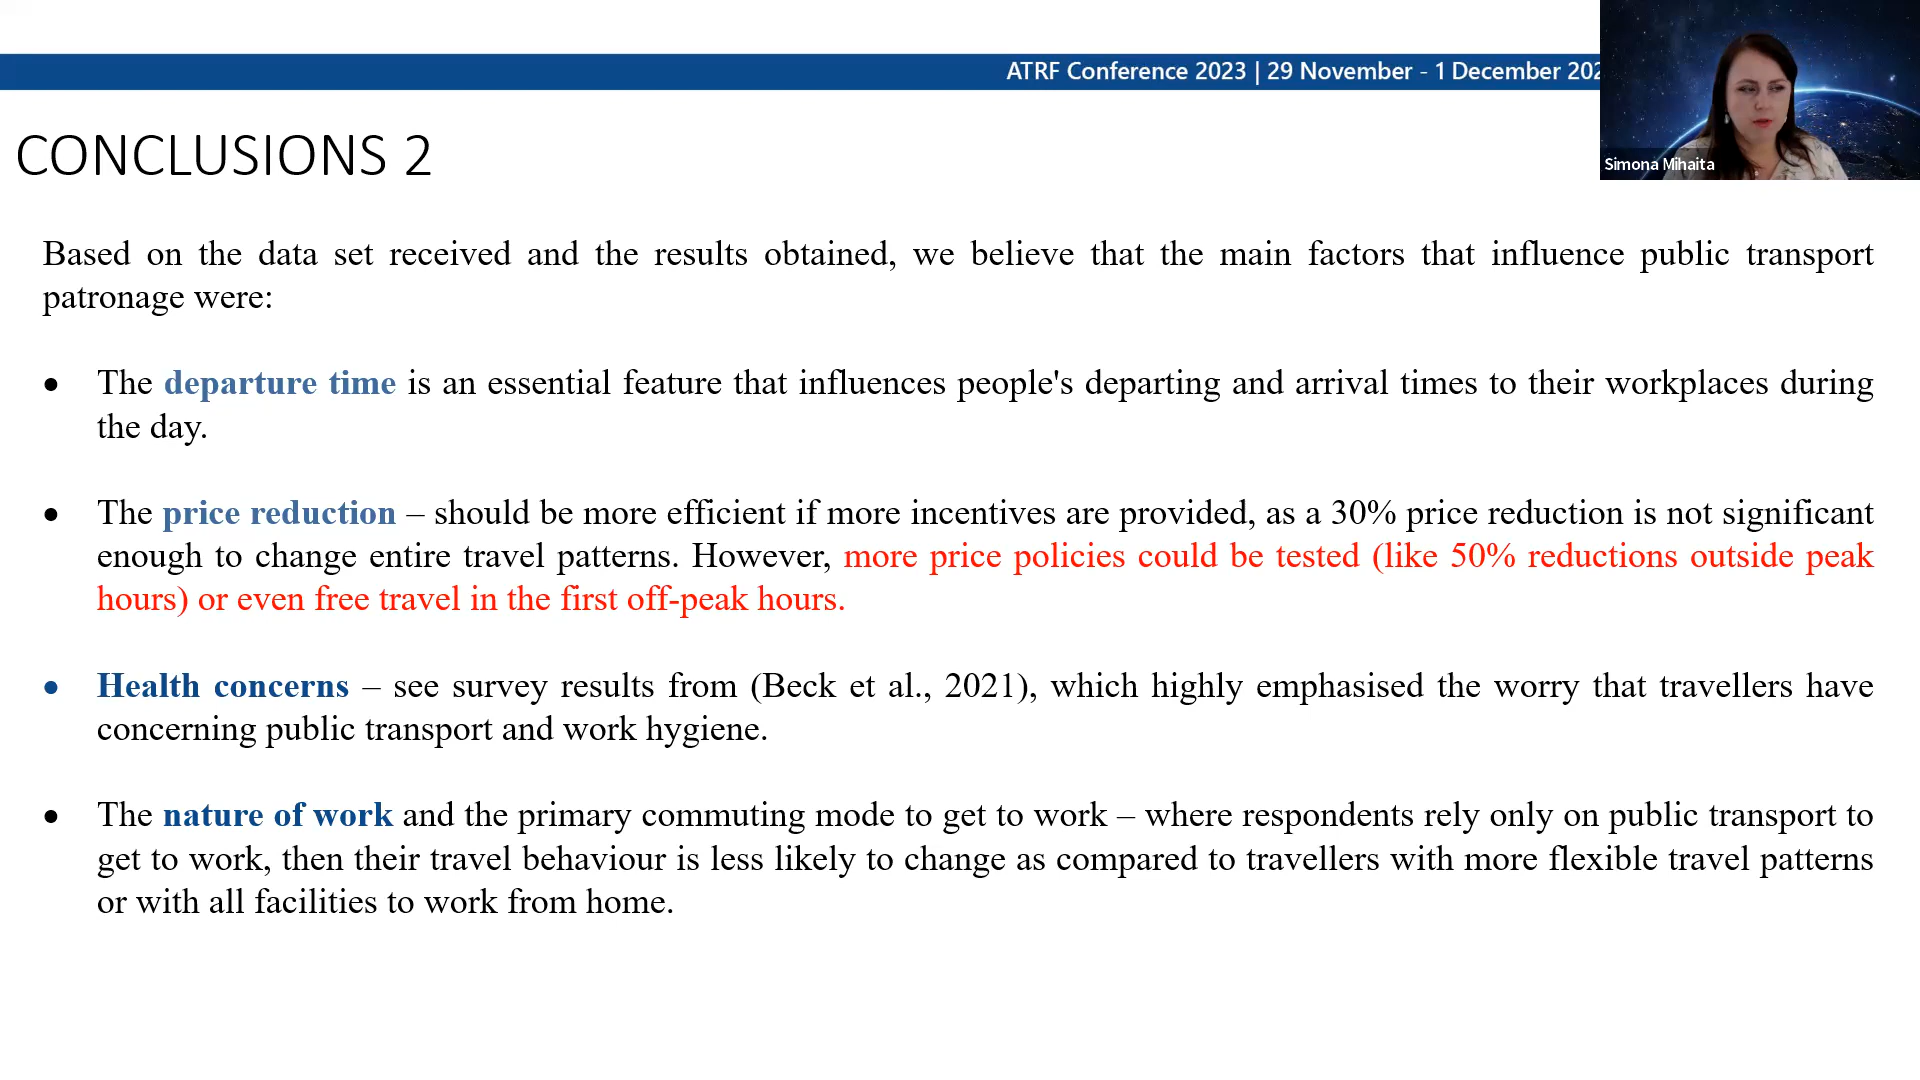 ATRF Conference 2023 | 29 November - 1 December 202
Simona Mihaita
CONCLUSIONS 2
Based on the data set received and the results obtained, we believe that the main factors that influence public transport
patronage were:
• The departure time is an essential feature that influences people's departing and arrival times to their workplaces during
the day.
• The price reduction – should be more efficient if more incentives are provided, as a 30% price reduction is not significant
enough to change entire travel patterns. However, more price policies could be tested (like 50% reductions outside peak
hours) or even free travel in the first off-peak hours.
• Health concerns – see survey results from (Beck et al., 2021), which highly emphasised the worry that travellers have
concerning public transport and work hygiene.
• The nature of work and the primary commuting mode to get to work – where respondents rely only on public transport to
get to work, then their travel behaviour is less likely to change as compared to travellers with more flexible travel patterns
or with all facilities to work from home.